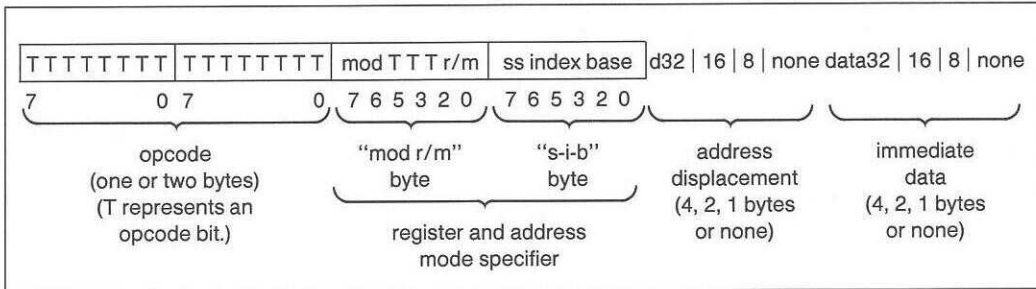 TTTTTTTT TTTTTTTT mod TTT r/m ss index base d32 | 16 | 8 | none data32 | 16 | 8 | none
7 0 7 0 7 6 5 3 2 0 7 6 5 3 2 0
opcode
(one or two bytes)
(T represents an
opcode bit.)
“mod r/m”
byte
“s-i-b”
byte
register and address
mode specifier
address
displacement
(4, 2, 1 bytes
or none)
immediate
data
(4, 2, 1 bytes
or none)